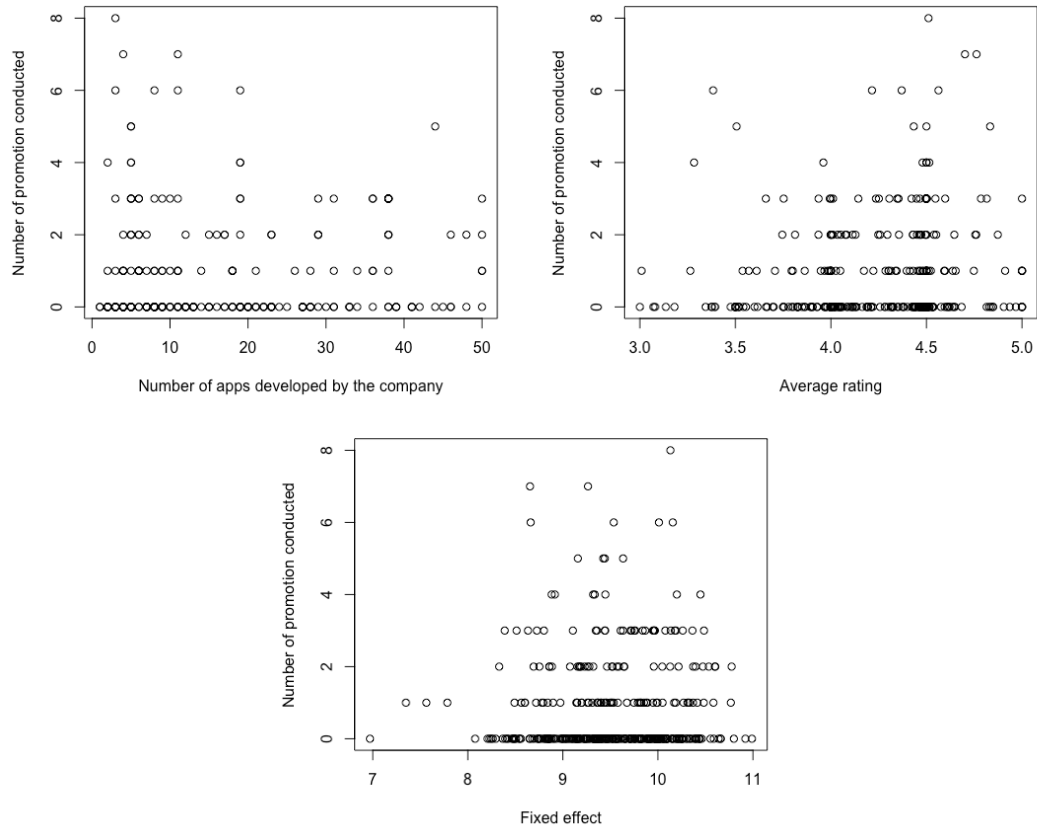 Number of promotion conducted
8
6
4
2
0
0 10 20 30 40 50
Number of apps developed by the company
Number of promotion conducted
8
6
4
2
0
3.0 3.5 4.0 4.5 5.0
Average rating
Number of promotion conducted
8
6
4
2
0
7 8 9 10 11
Fixed effect